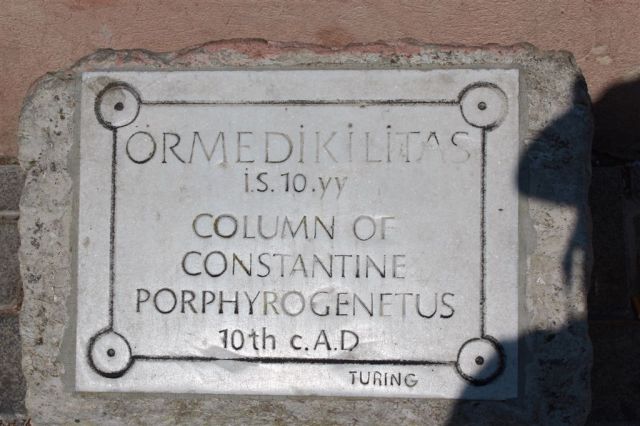 ÖRMEDİKİLİTAŞ
İ.S.10.yy
COLUMN OF
CONSTANTINE
PORPHYROGENETUS
10th c.A.D
TURING